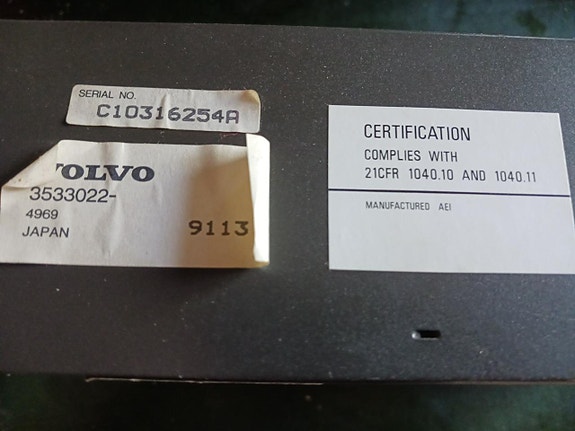 SERIAL NO.
C10316254A
VOLVO
3533022-
4969
JAPAN 9113
CERTIFICATION
COMPLIES WITH
21CFR 1040.10 AND 1040.11
MANUFACTURED AEI